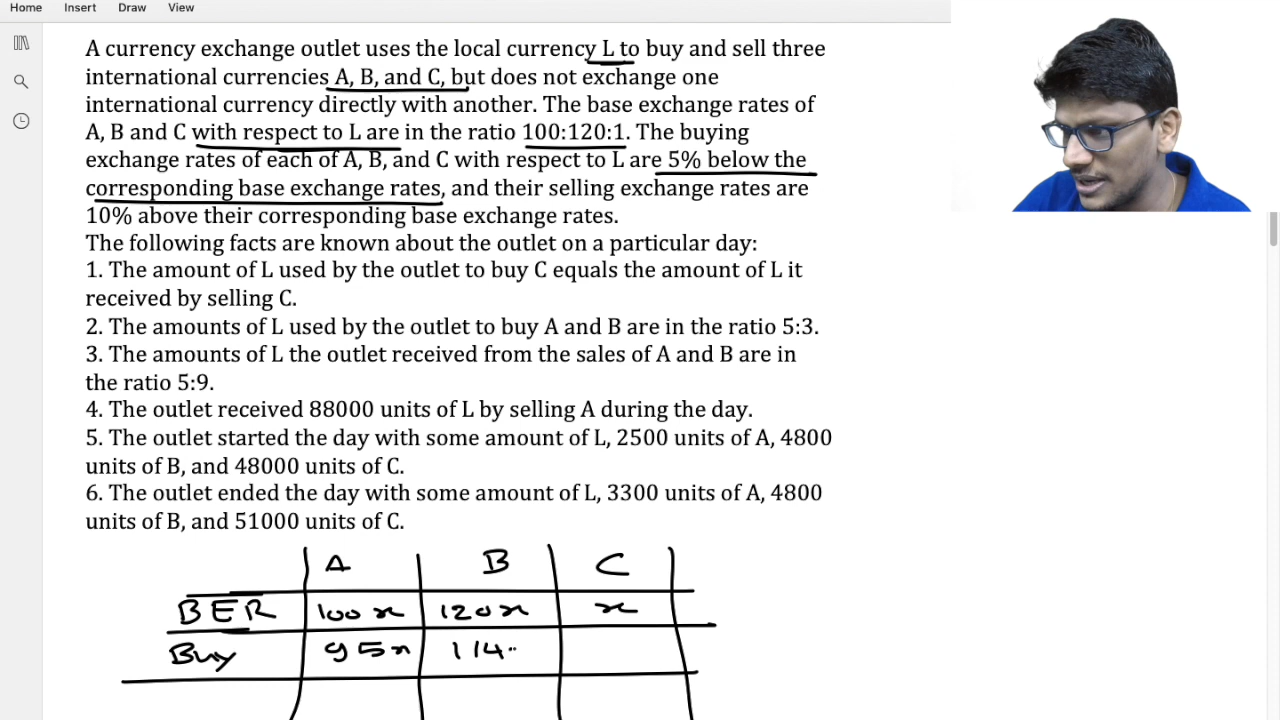 Home Insert Draw View
A currency exchange outlet uses the local currency L to buy and sell three
international currencies A, B, and C, but does not exchange one
international currency directly with another. The base exchange rates of
A, B and C with respect to L are in the ratio 100:120:1. The buying
exchange rates of each of A, B, and C with respect to L are 5% below the
corresponding base exchange rates, and their selling exchange rates are
10% above their corresponding base exchange rates.
The following facts are known about the outlet on a particular day:
1. The amount of L used by the outlet to buy C equals the amount of L it
received by selling C.
2. The amounts of L used by the outlet to buy A and B are in the ratio 5:3.
3. The amounts of L the outlet received from the sales of A and B are in
the ratio 5:9.
4. The outlet received 88000 units of L by selling A during the day.
5. The outlet started the day with some amount of L, 2500 units of A, 4800
units of B, and 48000 units of C.
6. The outlet ended the day with some amount of L, 3300 units of A, 4800
units of B, and 51000 units of C.
A B C
BER 100x 120x x
Buy 95x 114